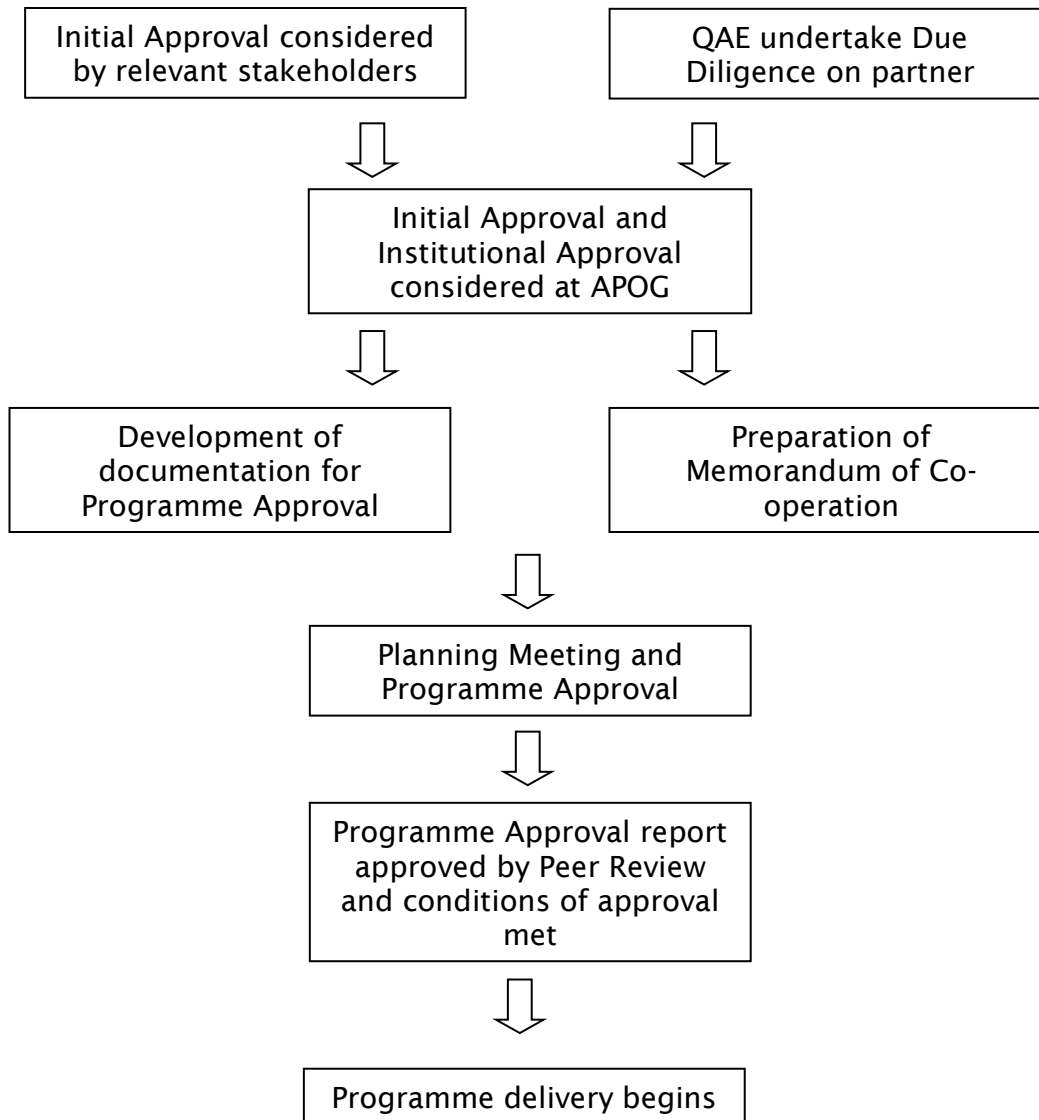 Initial Approval considered
by relevant stakeholders
QAE undertake Due
Diligence on partner
Initial Approval and
Institutional Approval
considered at APOG
Development of
documentation for
Programme Approval
Preparation of
Memorandum of Co-
operation
Planning Meeting and
Programme Approval
Programme Approval report
approved by Peer Review
and conditions of approval
met
Programme delivery begins